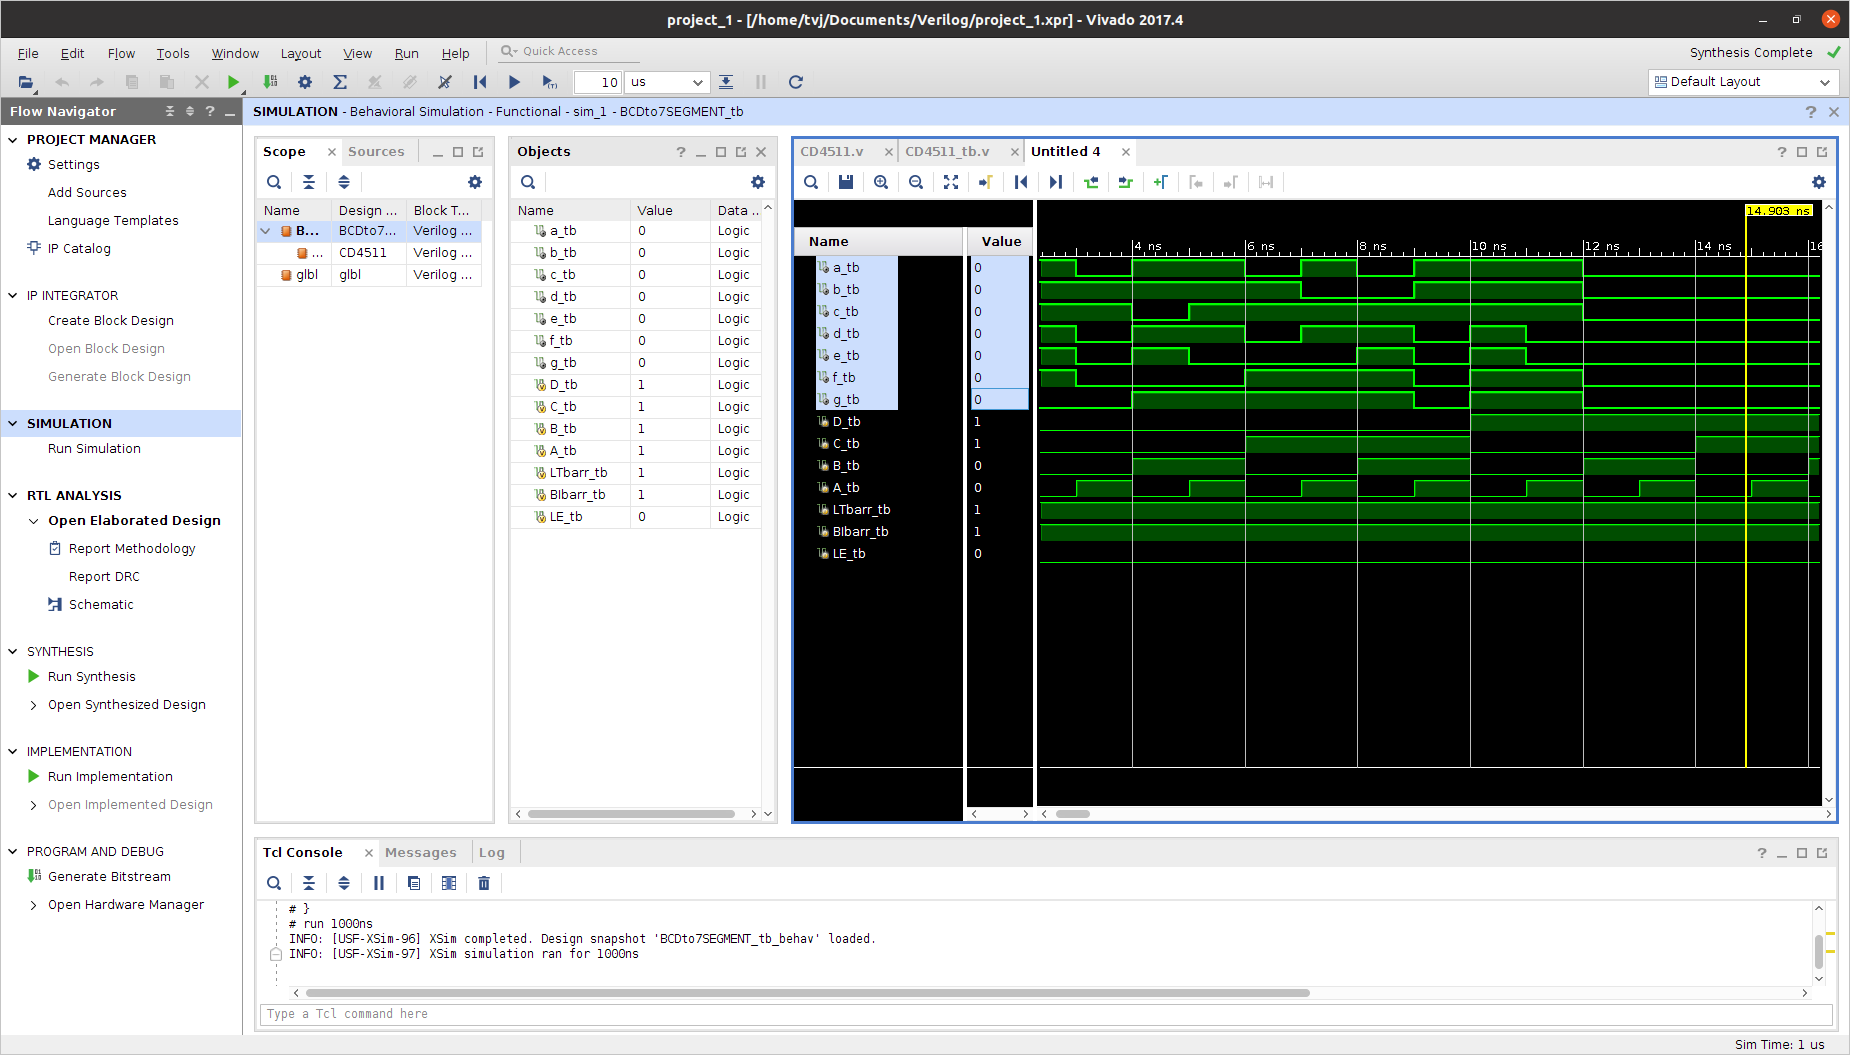 project_1 - [/home/tvj/Documents/Verilog/project_1.xpr] - Vivado 2017.4
File Edit Flow Tools Window Layout View Run Help Quick Access
Synthesis Complete
10 us
Default Layout
Flow Navigator
SIMULATION - Behavioral Simulation - Functional - sim_1 - BCDto7SEGMENT_tb
PROJECT MANAGER
Settings
Add Sources
Language Templates
IP Catalog
IP INTEGRATOR
Create Block Design
Open Block Design
Generate Block Design
SIMULATION
Run Simulation
RTL ANALYSIS
Open Elaborated Design
Report Methodology
Report DRC
Schematic
SYNTHESIS
Run Synthesis
Open Synthesized Design
IMPLEMENTATION
Run Implementation
Open Implemented Design
PROGRAM AND DEBUG
Generate Bitstream
Open Hardware Manager
Scope Sources
Name Design ... Block T...
B... BCDto7... Verilog ...
... CD4511 Verilog ...
glbl glbl Verilog ...
Objects
Name Value Data ...
a_tb 0 Logic
b_tb 0 Logic
c_tb 0 Logic
d_tb 0 Logic
e_tb 0 Logic
f_tb 0 Logic
g_tb 0 Logic
D_tb 1 Logic
C_tb 1 Logic
B_tb 1 Logic
A_tb 1 Logic
LTbarr_tb 1 Logic
BIbarr_tb 1 Logic
LE_tb 0 Logic
CD4511.v CD4511_tb.v Untitled 4
14.903 ns
Name Value
4 ns 6 ns 8 ns 10 ns 12 ns 14 ns 16
a_tb 0
b_tb 0
c_tb 0
d_tb 0
e_tb 0
f_tb 0
g_tb 0
D_tb 1
C_tb 1
B_tb 0
A_tb 0
LTbarr_tb 1
BIbarr_tb 1
LE_tb 0
Tcl Console Messages Log
# }
# run 1000ns
INFO: [USF-XSim-96] XSim completed. Design snapshot 'BCDto7SEGMENT_tb_behav' loaded.
INFO: [USF-XSim-97] XSim simulation ran for 1000ns
Type a Tcl command here
Sim Time: 1 us